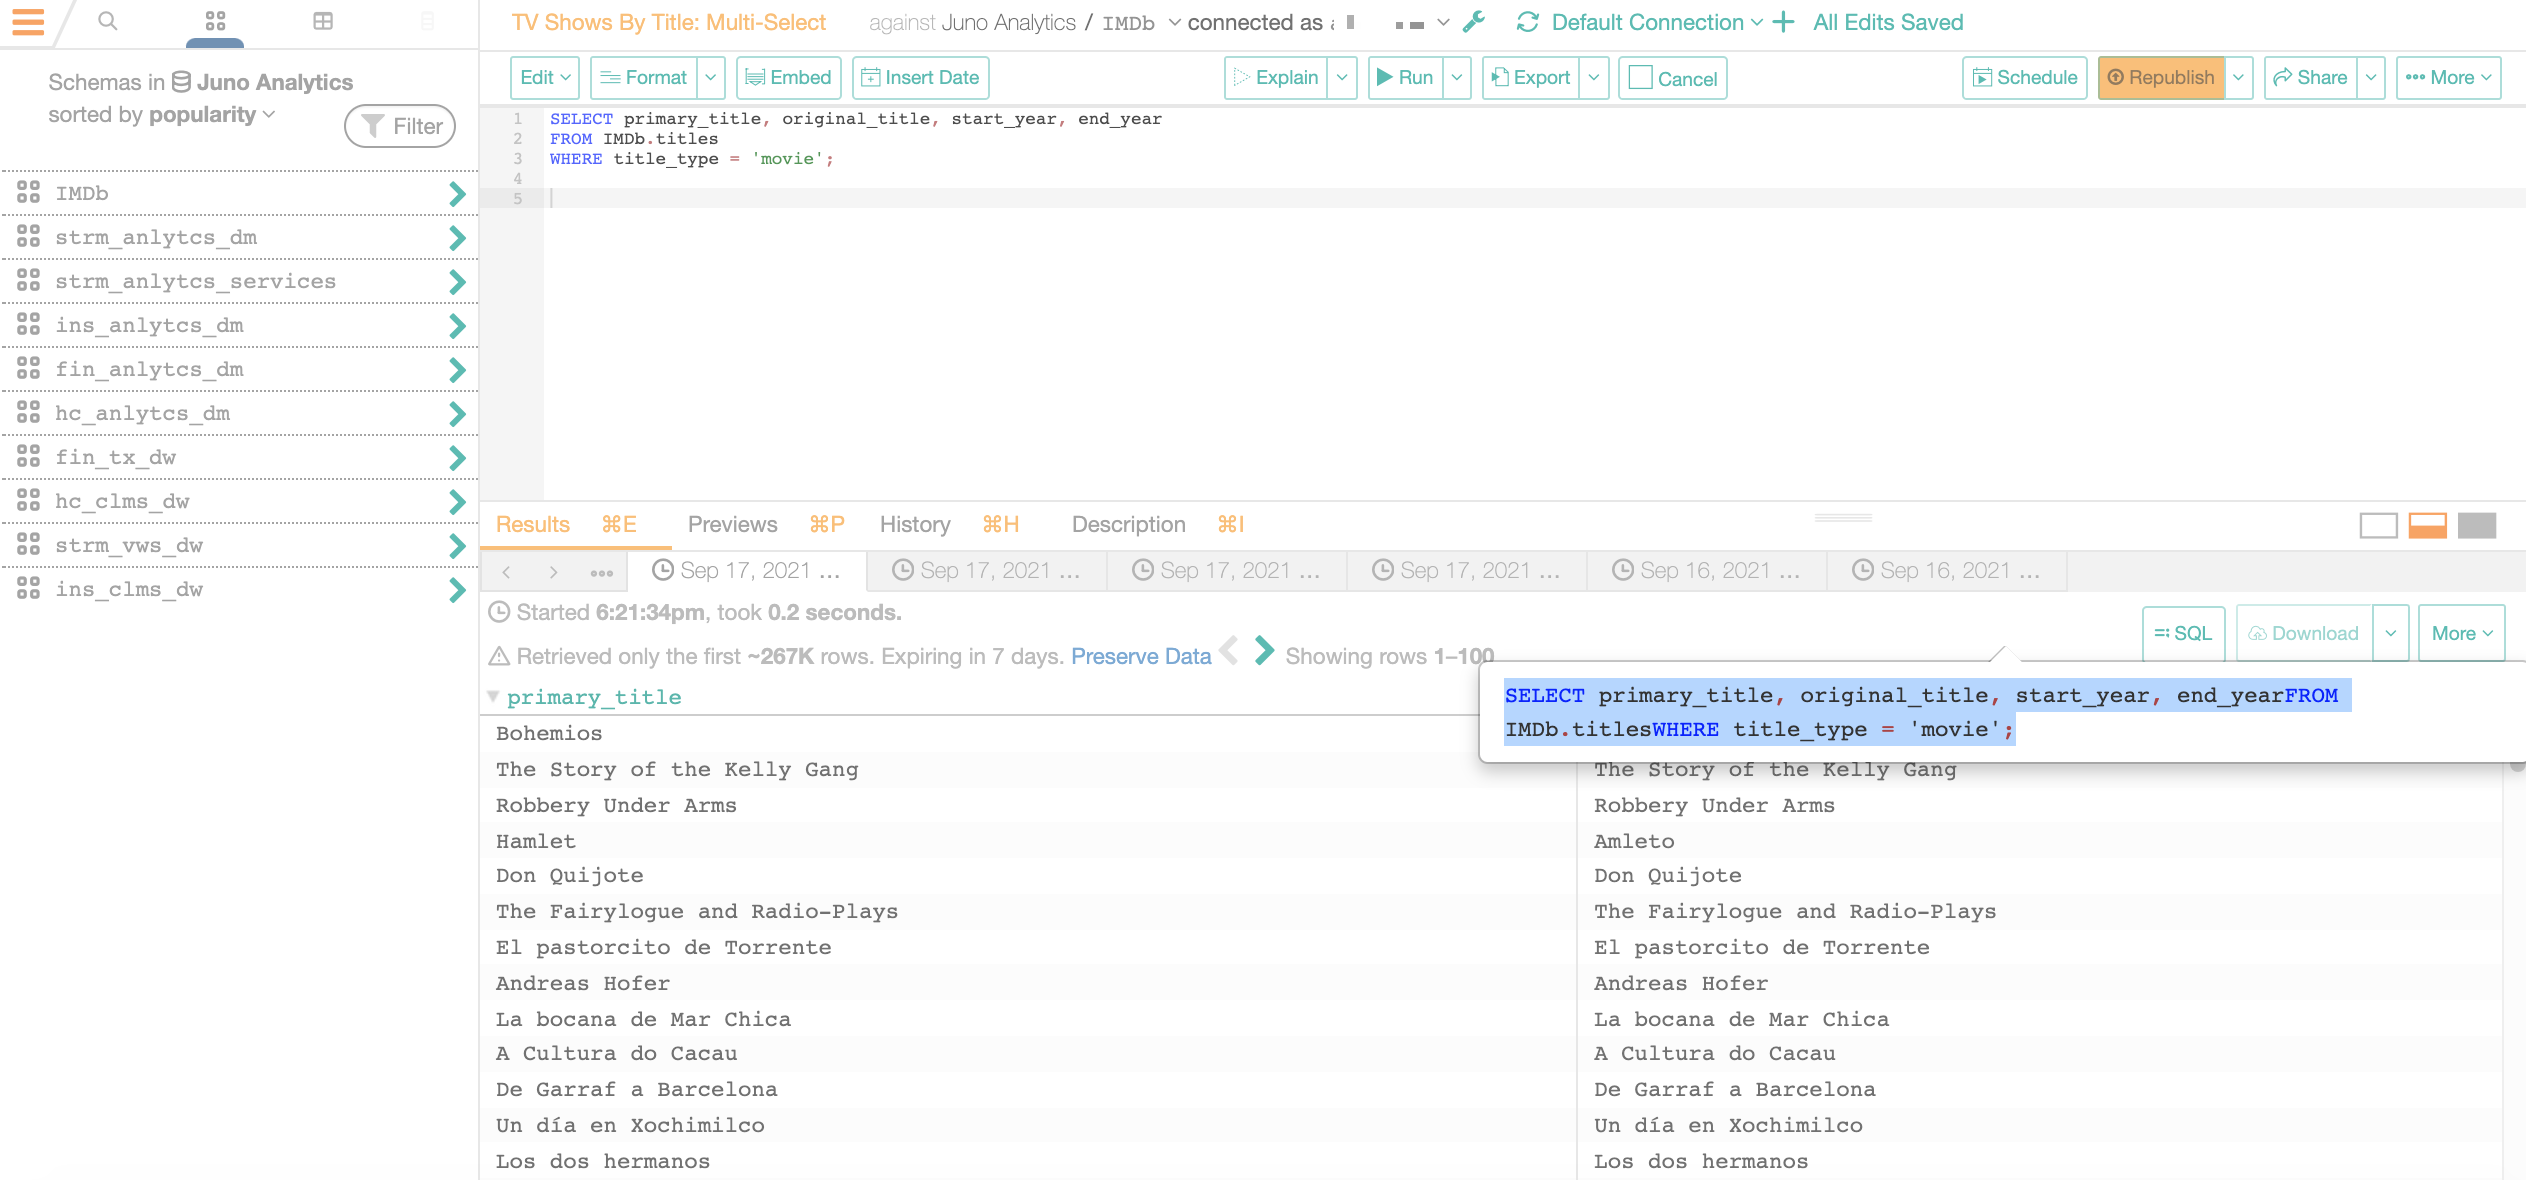 TV Shows By Title: Multi-Select against Juno Analytics / IMDb connected as Default Connection All Edits Saved
Edit Format Embed Insert Date Explain Run Export Cancel Schedule Republish Share More
Schemas in Juno Analytics
sorted by popularity
Filter
IMDb
strm_anlytcs_dm
strm_anlytcs_services
ins_anlytcs_dm
fin_anlytcs_dm
hc_anlytcs_dm
fin_tx_dw
hc_clms_dw
strm_vws_dw
ins_clms_dw
1 SELECT primary_title, original_title, start_year, end_year
2 FROM IMDb.titles
3 WHERE title_type = 'movie';
4
5
Results ⌘E Previews ⌘P History ⌘H Description ⌘I
Sep 17, 2021 ... Sep 17, 2021 ... Sep 17, 2021 ... Sep 17, 2021 ... Sep 16, 2021 ... Sep 16, 2021 ...
Started 6:21:34pm, took 0.2 seconds.
SQL Download More
Retrieved only the first ~267K rows. Expiring in 7 days. Preserve Data Showing rows 1–100
SELECT primary_title, original_title, start_year, end_yearFROM
IMDb.titlesWHERE title_type = 'movie';
primary_title
Bohemios
The Story of the Kelly Gang The Story of the Kelly Gang
Robbery Under Arms Robbery Under Arms
Hamlet Amleto
Don Quijote Don Quijote
The Fairylogue and Radio-Plays The Fairylogue and Radio-Plays
El pastorcito de Torrente El pastorcito de Torrente
Andreas Hofer Andreas Hofer
La bocana de Mar Chica La bocana de Mar Chica
A Cultura do Cacau A Cultura do Cacau
De Garraf a Barcelona De Garraf a Barcelona
Un día en Xochimilco Un día en Xochimilco
Los dos hermanos Los dos hermanos